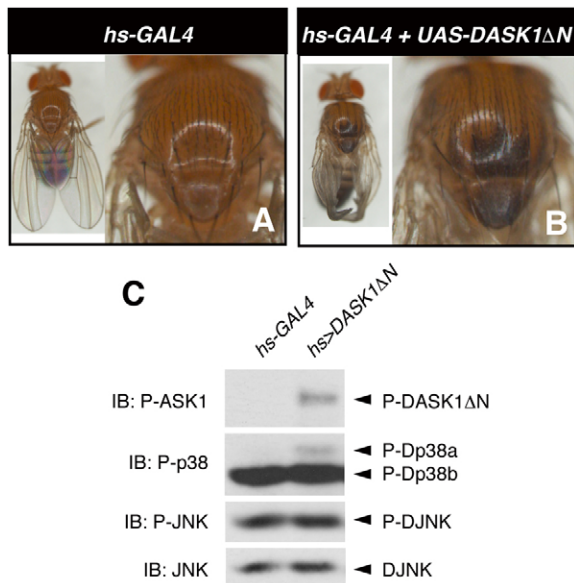 hs-GAL4
hs-GAL4 + UAS-DASK1ΔN
A
B
C
hs-GAL4
hs>DASK1ΔN
IB: P-ASK1
P-DASK1ΔN
IB: P-p38
P-Dp38a
P-Dp38b
IB: P-JNK
P-DJNK
IB: JNK
DJNK